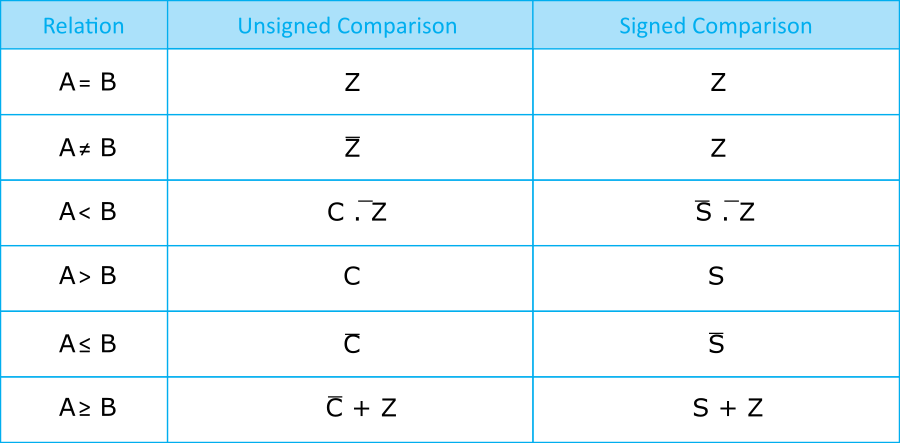 Relation Unsigned Comparison Signed Comparison
A = B Z Z
A ≠ B Z̅ Z
A < B C . ̅Z S̅ . ̅Z
A > B C S
A ≤ B C̅ S̅
A ≥ B C̅ + Z S + Z